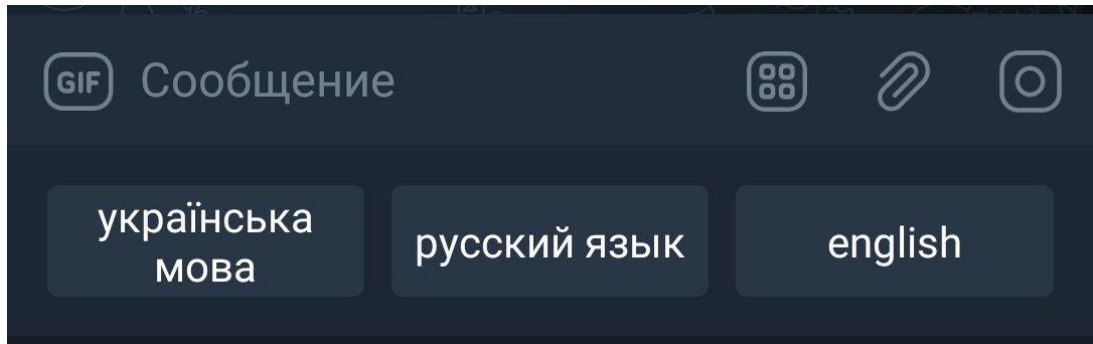 GIF Сообщение
українська
мова
русский язык
english